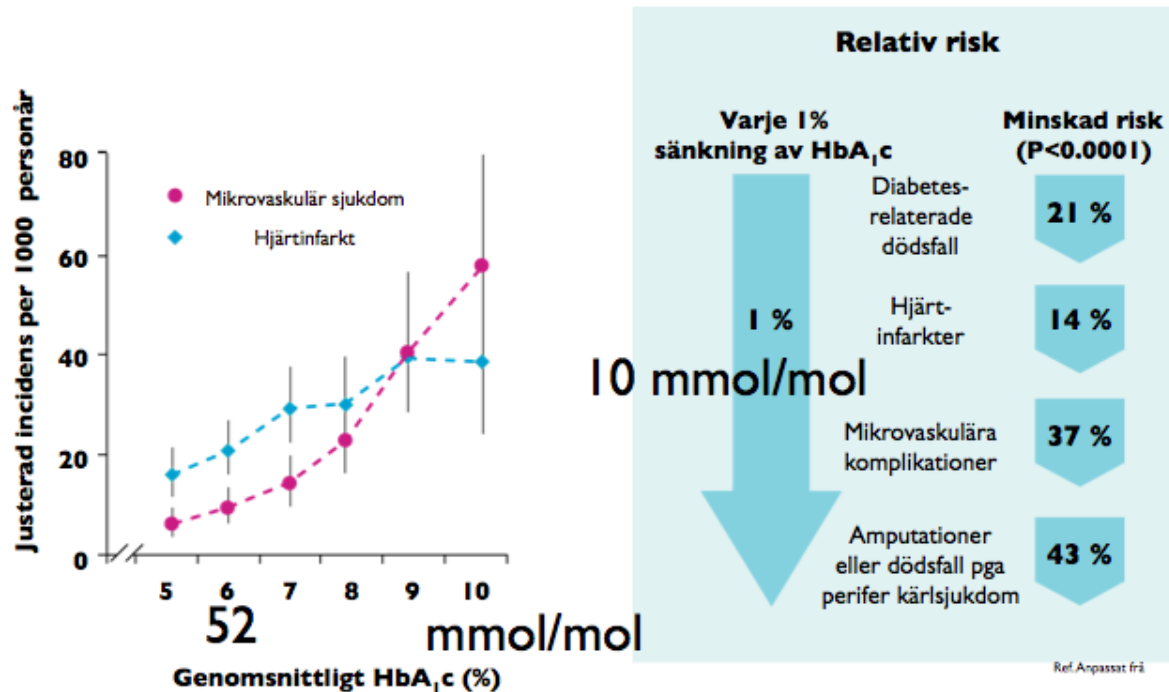 Justerad incidens per 1000 personår
80
60
40
20
0
Mikrovaskulär sjukdom
Hjärtinfarkt
5 6 7 8 9 10
52 mmol/mol
Genomsnittligt HbA₁c (%)
Relativ risk
Varje 1%
sänkning av HbA₁c
1 %
10 mmol/mol
Minskad risk
(P<0.0001)
Diabetes-
relaterade
dödsfall
21 %
Hjärt-
infarkter
14 %
Mikrovaskulära
komplikationer
37 %
Amputationer
eller dödsfall pga
perifer kärlsjukdom
43 %
Ref. Anpassat frå